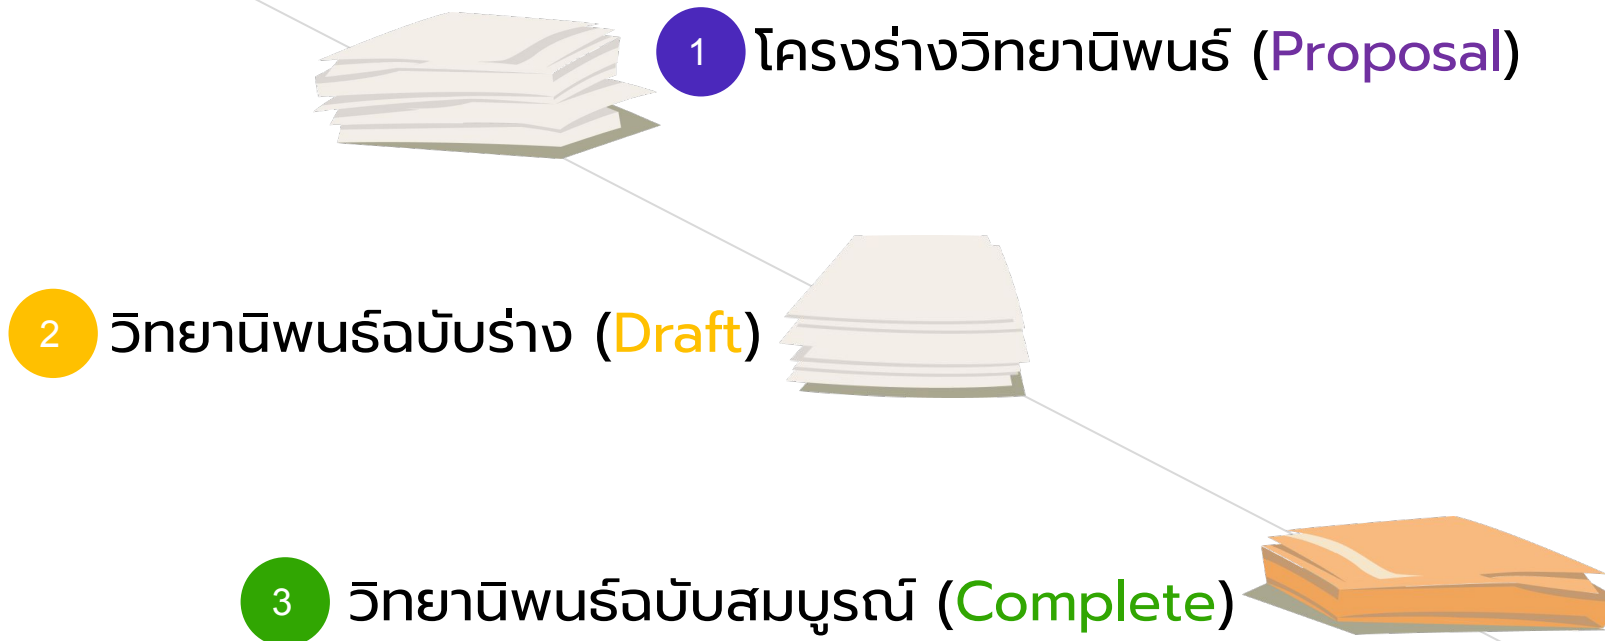 1 โครงร่างวิทยานิพนธ์ (Proposal)
2 วิทยานิพนธ์ฉบับร่าง (Draft)
3 วิทยานิพนธ์ฉบับสมบูรณ์ (Complete)